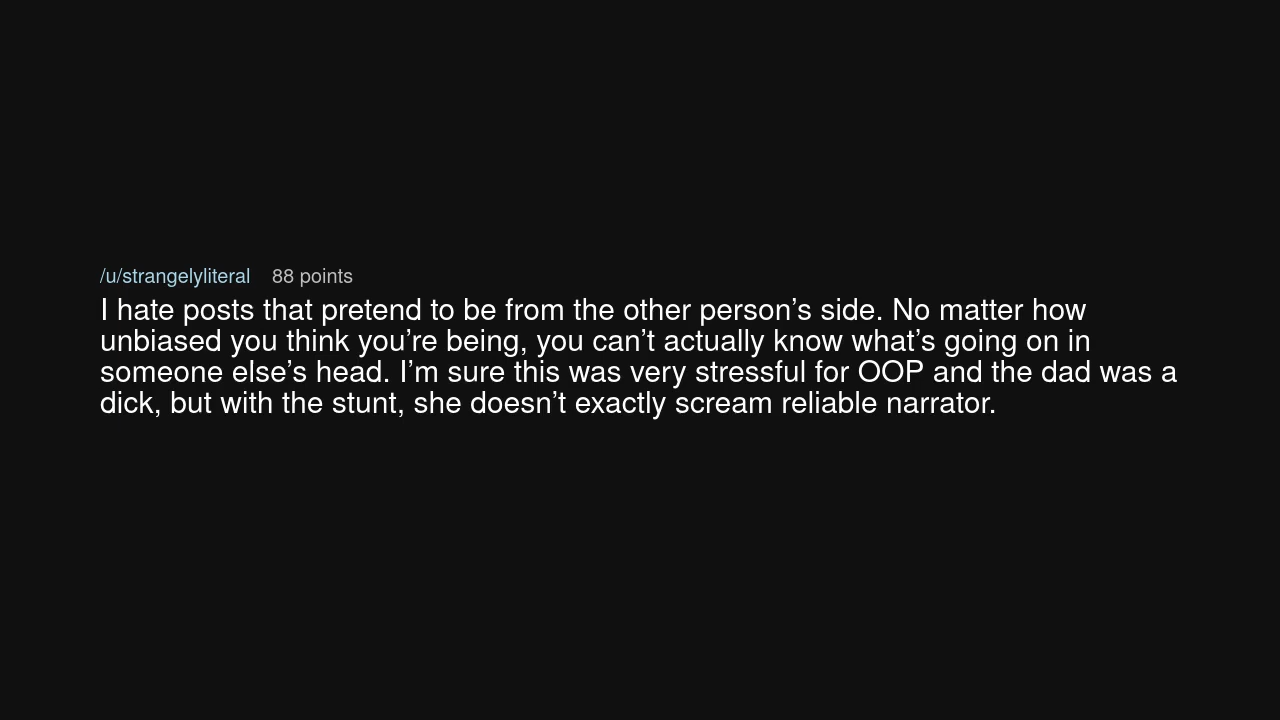 /u/strangelyliteral 88 points
I hate posts that pretend to be from the other person’s side. No matter how
unbiased you think you’re being, you can’t actually know what’s going on in
someone else’s head. I’m sure this was very stressful for OOP and the dad was a
dick, but with the stunt, she doesn’t exactly scream reliable narrator.